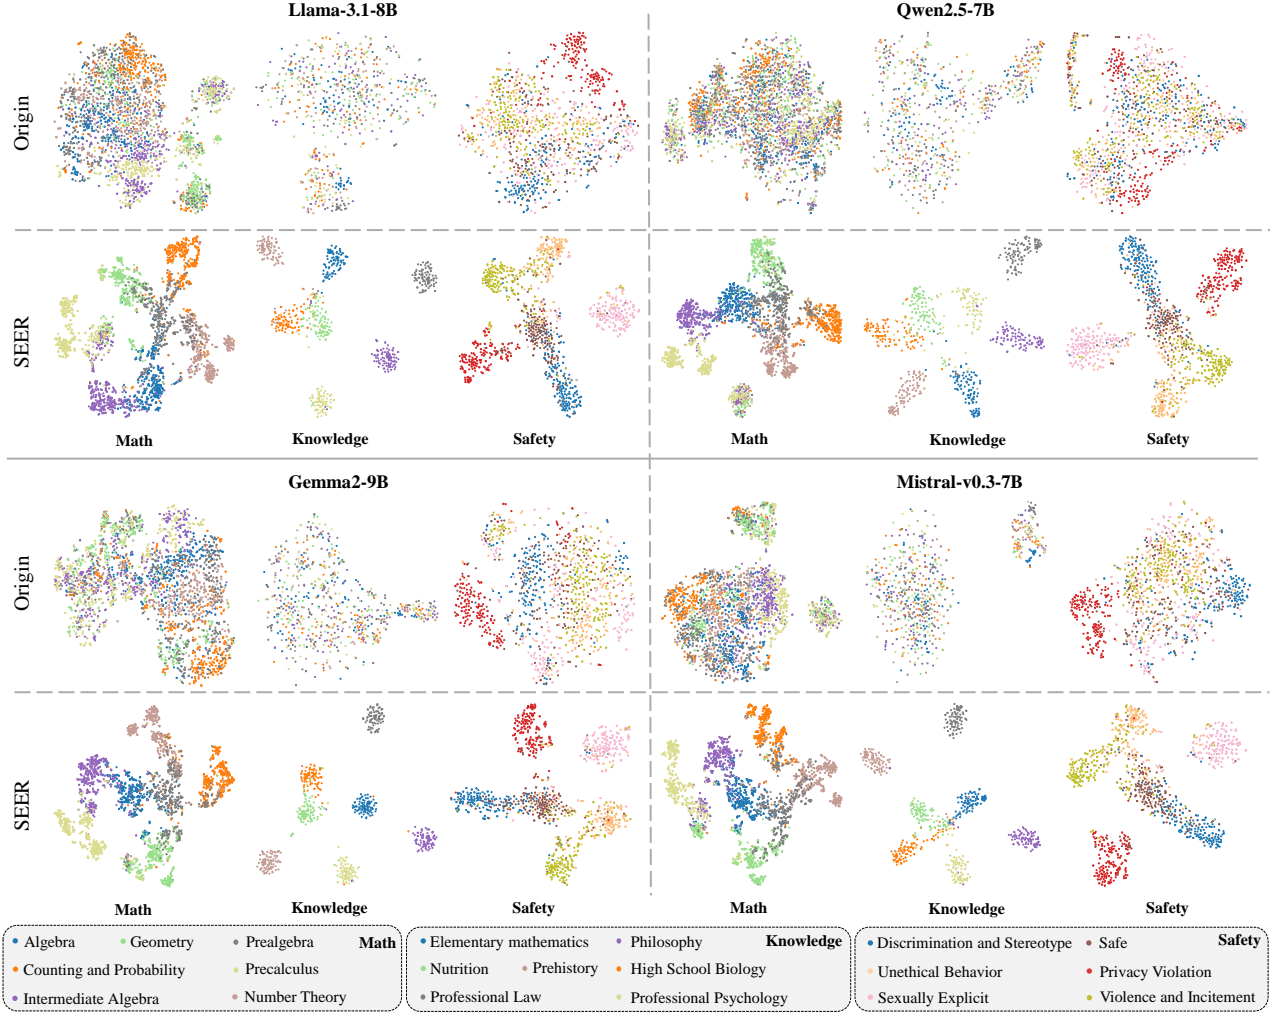 Llama-3.1-8B
Qwen2.5-7B
Origin
SEER
Math
Knowledge
Safety
Math
Knowledge
Safety
Gemma2-9B
Mistral-v0.3-7B
Origin
SEER
Math
Knowledge
Safety
Math
Knowledge
Safety
Algebra
Geometry
Prealgebra
Math
Counting and Probability
Precalculus
Intermediate Algebra
Number Theory
Elementary mathematics
Philosophy
Knowledge
Nutrition
Prehistory
High School Biology
Professional Law
Professional Psychology
Discrimination and Stereotype
Safe
Safety
Unethical Behavior
Privacy Violation
Sexually Explicit
Violence and Incitement